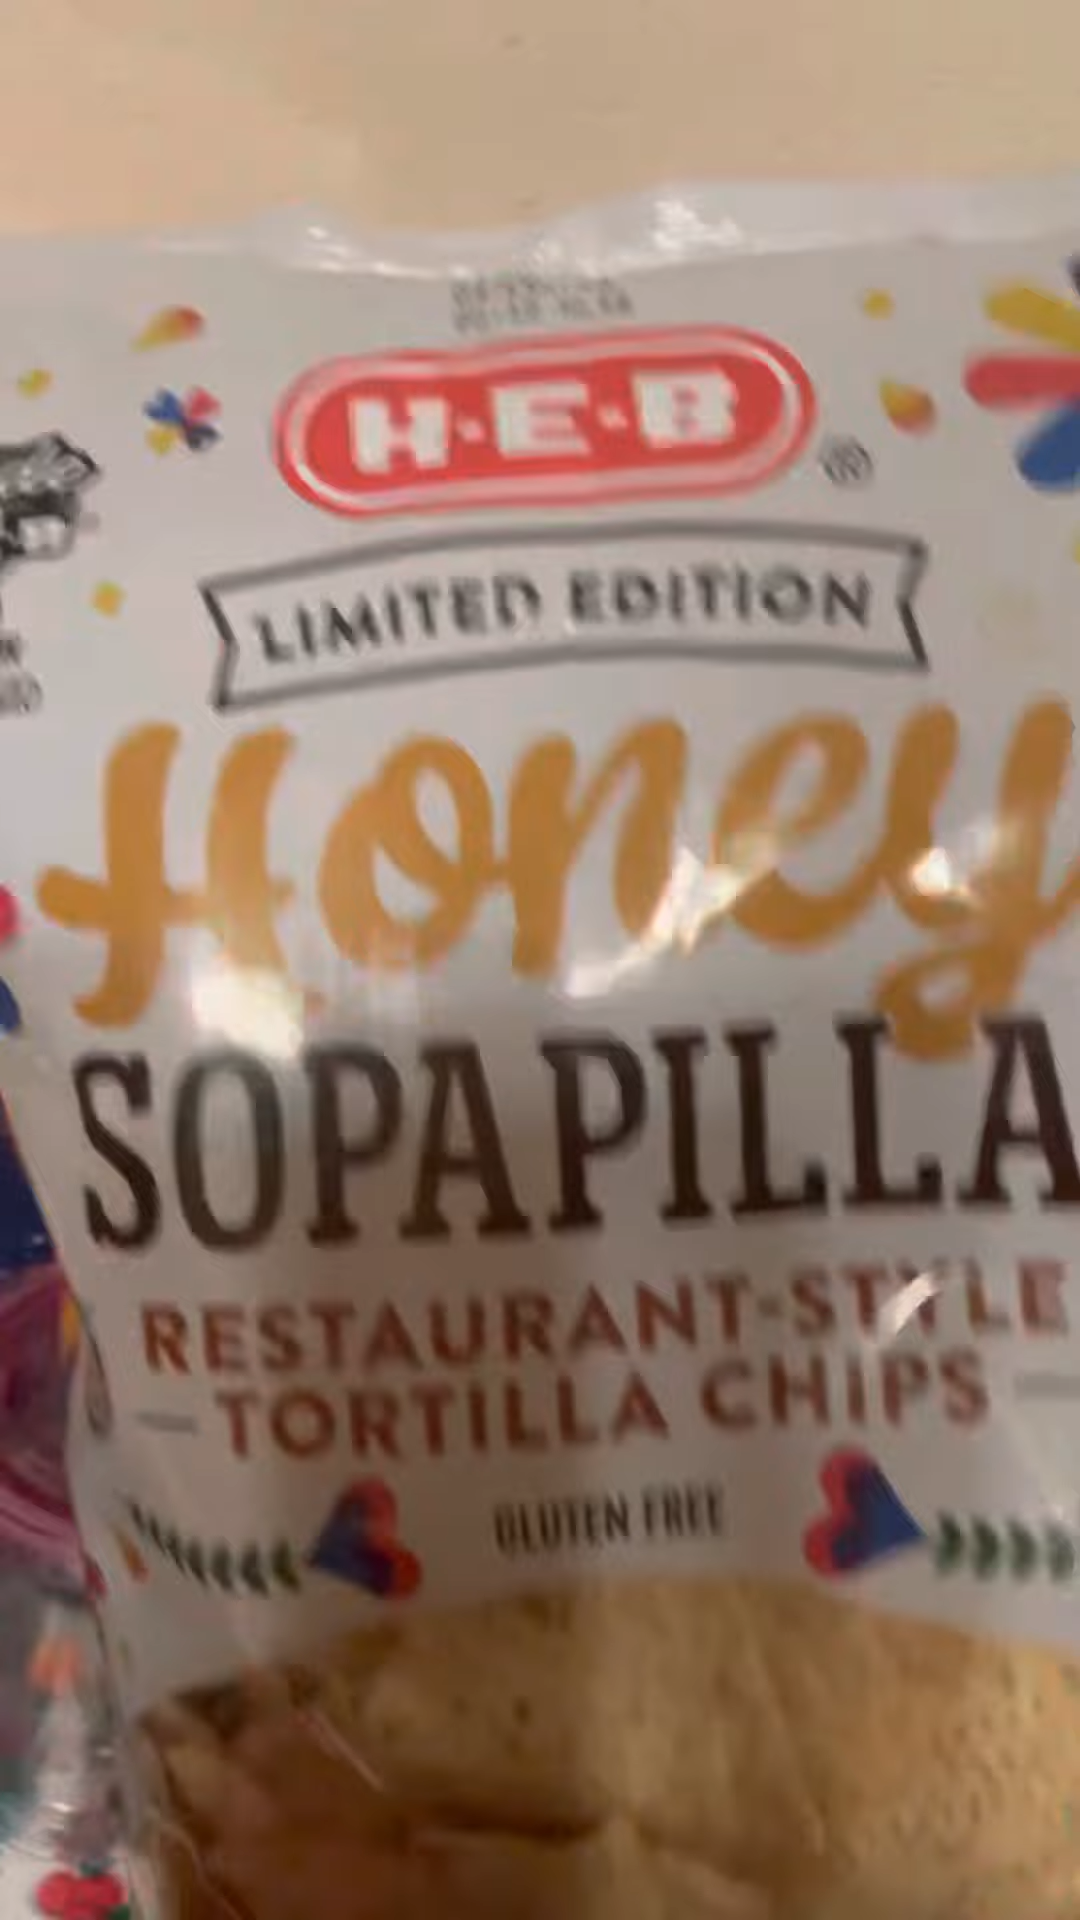 H-E-B
®
LIMITED EDITION
Honey
SOPAPILLA
RESTAURANT-STYLE
TORTILLA CHIPS
GLUTEN FREE